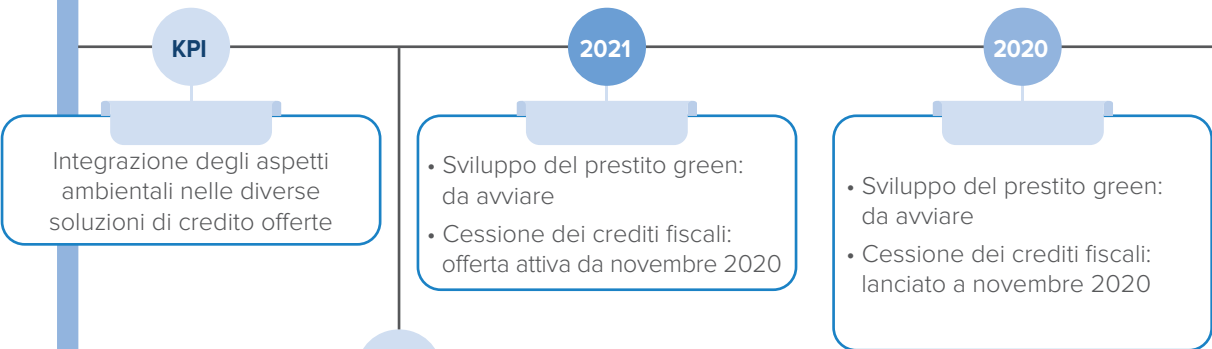 KPI
2021
2020
Integrazione degli aspetti
ambientali nelle diverse
soluzioni di credito offerte
• Sviluppo del prestito green:
da avviare
• Cessione dei crediti fiscali:
offerta attiva da novembre 2020
• Sviluppo del prestito green:
da avviare
• Cessione dei crediti fiscali:
lanciato a novembre 2020